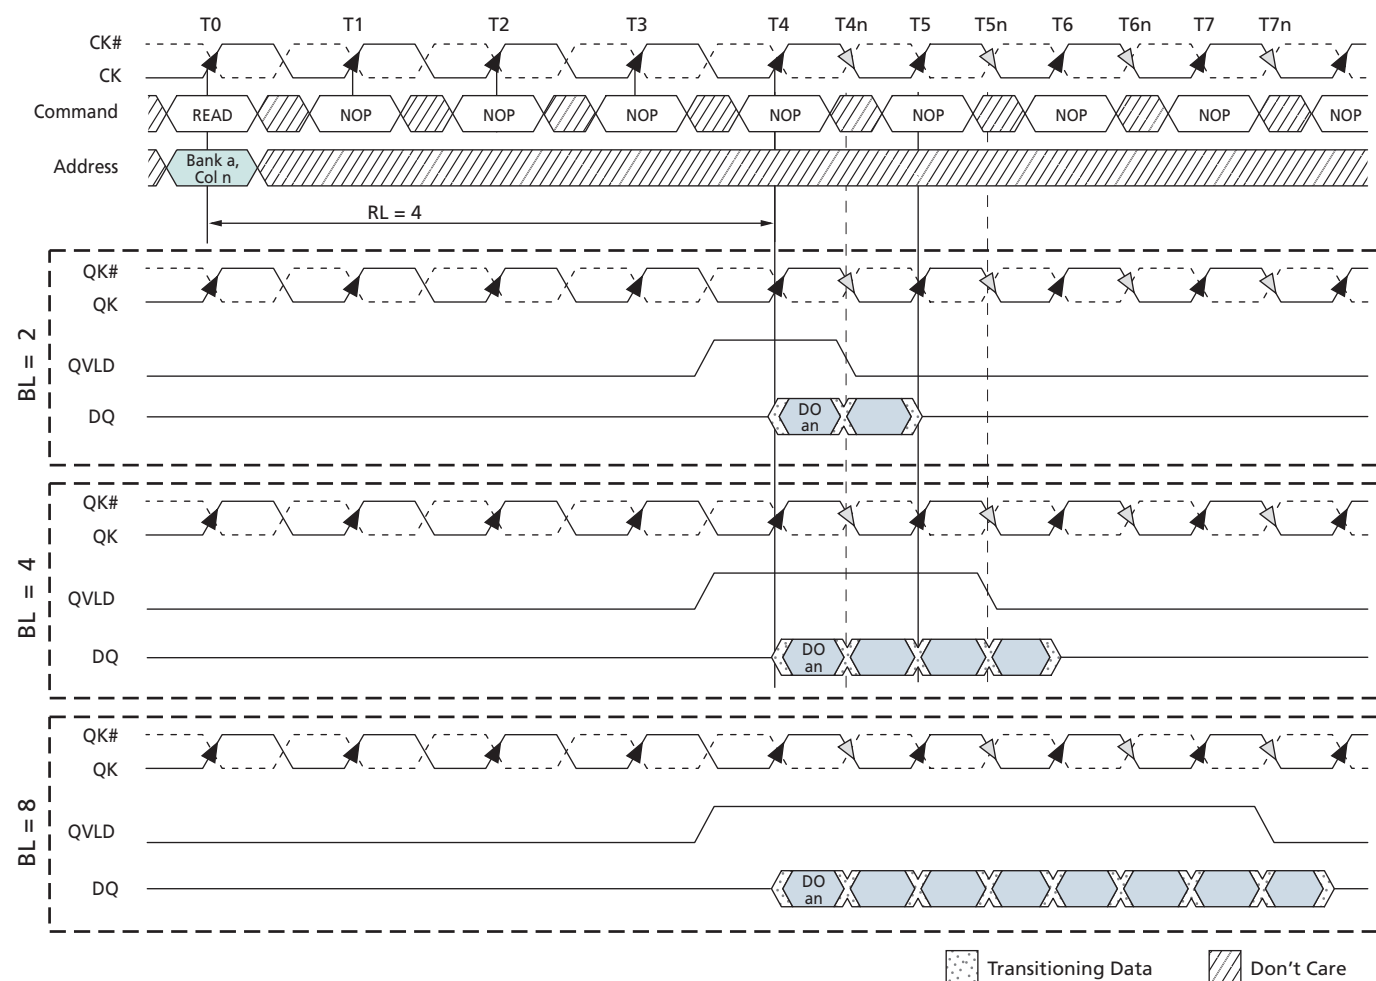 T0 T1 T2 T3 T4 T4n T5 T5n T6 T6n T7 T7n
CK#
CK
Command READ NOP NOP NOP NOP NOP NOP NOP NOP
Address Bank a,
Col n
RL = 4
BL = 2
QK#
QK
QVLD
DQ DO
an
BL = 4
QK#
QK
QVLD
DQ DO
an
BL = 8
QK#
QK
QVLD
DQ DO
an
Transitioning Data Don't Care